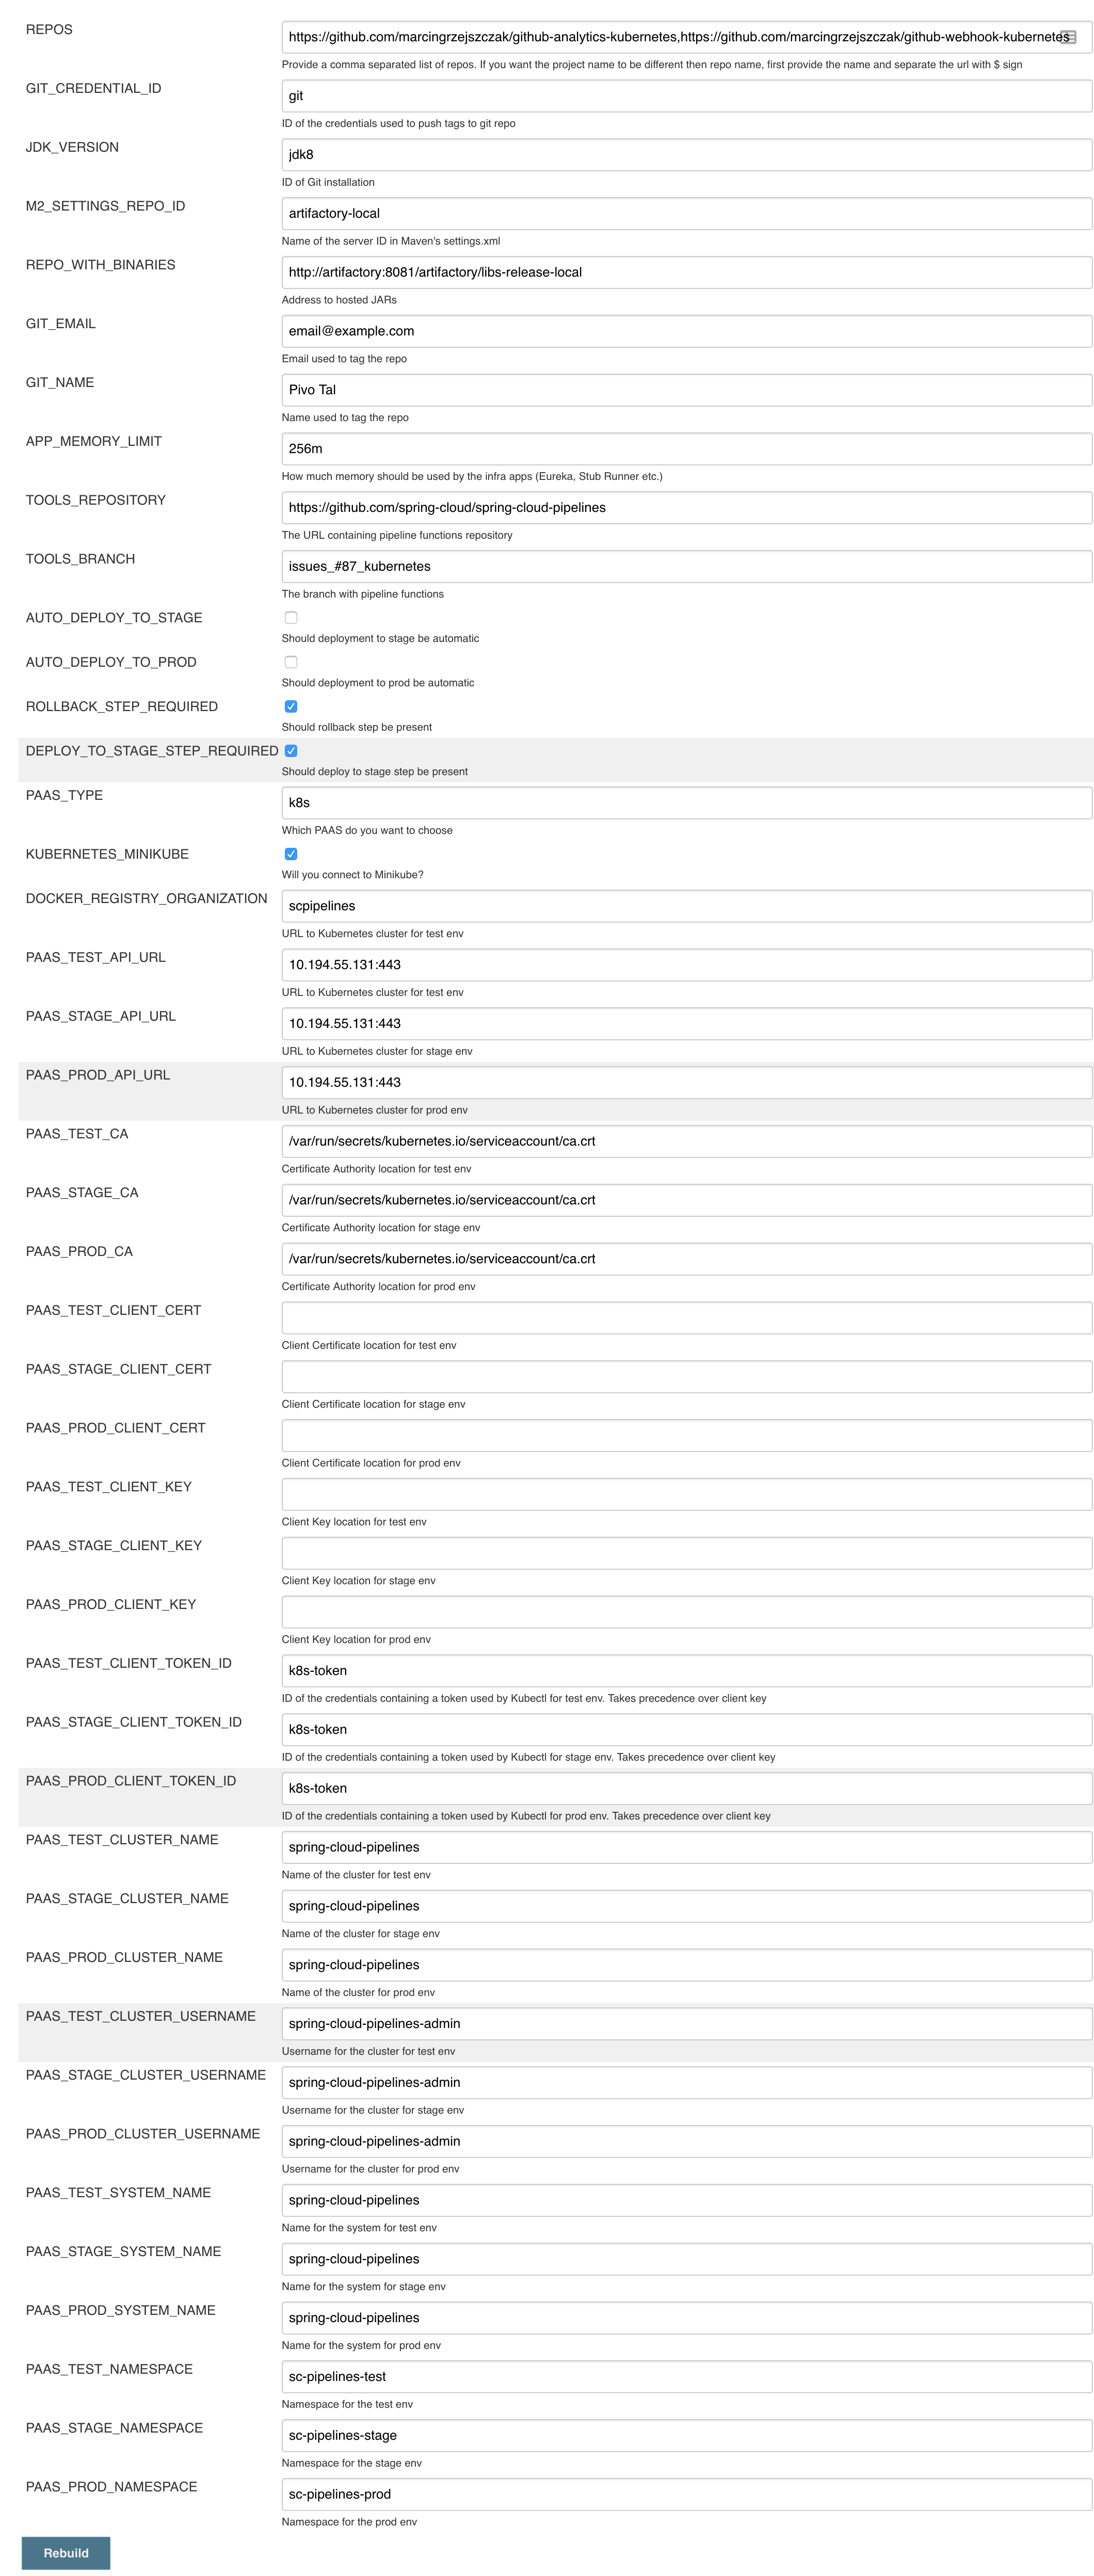 REPOS
https://github.com/marcingrzejszczak/github-analytics-kubernetes,https://github.com/marcingrzejszczak/github-webhook-kubernetes
Provide a comma separated list of repos. If you want the project name to be different then repo name, first provide the name and separate the url with $ sign
GIT_CREDENTIAL_ID
git
ID of the credentials used to push tags to git repo
JDK_VERSION
jdk8
ID of Git installation
M2_SETTINGS_REPO_ID
artifactory-local
Name of the server ID in Maven's settings.xml
REPO_WITH_BINARIES
http://artifactory:8081/artifactory/libs-release-local
Address to hosted JARs
GIT_EMAIL
email@example.com
Email used to tag the repo
GIT_NAME
Pivo Tal
Name used to tag the repo
APP_MEMORY_LIMIT
256m
How much memory should be used by the infra apps (Eureka, Stub Runner etc.)
TOOLS_REPOSITORY
https://github.com/spring-cloud/spring-cloud-pipelines
The URL containing pipeline functions repository
TOOLS_BRANCH
issues_#87_kubernetes
The branch with pipeline functions
AUTO_DEPLOY_TO_STAGE
Should deployment to stage be automatic
AUTO_DEPLOY_TO_PROD
Should deployment to prod be automatic
ROLLBACK_STEP_REQUIRED
Should rollback step be present
DEPLOY_TO_STAGE_STEP_REQUIRED
Should deploy to stage step be present
PAAS_TYPE
k8s
Which PAAS do you want to choose
KUBERNETES_MINIKUBE
Will you connect to Minikube?
DOCKER_REGISTRY_ORGANIZATION
scpipelines
URL to Kubernetes cluster for test env
PAAS_TEST_API_URL
10.194.55.131:443
URL to Kubernetes cluster for test env
PAAS_STAGE_API_URL
10.194.55.131:443
URL to Kubernetes cluster for stage env
PAAS_PROD_API_URL
10.194.55.131:443
URL to Kubernetes cluster for prod env
PAAS_TEST_CA
/var/run/secrets/kubernetes.io/serviceaccount/ca.crt
Certificate Authority location for test env
PAAS_STAGE_CA
/var/run/secrets/kubernetes.io/serviceaccount/ca.crt
Certificate Authority location for stage env
PAAS_PROD_CA
/var/run/secrets/kubernetes.io/serviceaccount/ca.crt
Certificate Authority location for prod env
PAAS_TEST_CLIENT_CERT
Client Certificate location for test env
PAAS_STAGE_CLIENT_CERT
Client Certificate location for stage env
PAAS_PROD_CLIENT_CERT
Client Certificate location for prod env
PAAS_TEST_CLIENT_KEY
Client Key location for test env
PAAS_STAGE_CLIENT_KEY
Client Key location for stage env
PAAS_PROD_CLIENT_KEY
Client Key location for prod env
PAAS_TEST_CLIENT_TOKEN_ID
k8s-token
ID of the credentials containing a token used by Kubectl for test env. Takes precedence over client key
PAAS_STAGE_CLIENT_TOKEN_ID
k8s-token
ID of the credentials containing a token used by Kubectl for stage env. Takes precedence over client key
PAAS_PROD_CLIENT_TOKEN_ID
k8s-token
ID of the credentials containing a token used by Kubectl for prod env. Takes precedence over client key
PAAS_TEST_CLUSTER_NAME
spring-cloud-pipelines
Name of the cluster for test env
PAAS_STAGE_CLUSTER_NAME
spring-cloud-pipelines
Name of the cluster for stage env
PAAS_PROD_CLUSTER_NAME
spring-cloud-pipelines
Name of the cluster for prod env
PAAS_TEST_CLUSTER_USERNAME
spring-cloud-pipelines-admin
Username for the cluster for test env
PAAS_STAGE_CLUSTER_USERNAME
spring-cloud-pipelines-admin
Username for the cluster for stage env
PAAS_PROD_CLUSTER_USERNAME
spring-cloud-pipelines-admin
Username for the cluster for prod env
PAAS_TEST_SYSTEM_NAME
spring-cloud-pipelines
Name for the system for test env
PAAS_STAGE_SYSTEM_NAME
spring-cloud-pipelines
Name for the system for stage env
PAAS_PROD_SYSTEM_NAME
spring-cloud-pipelines
Name for the system for prod env
PAAS_TEST_NAMESPACE
sc-pipelines-test
Namespace for the test env
PAAS_STAGE_NAMESPACE
sc-pipelines-stage
Namespace for the stage env
PAAS_PROD_NAMESPACE
sc-pipelines-prod
Namespace for the prod env
Rebuild